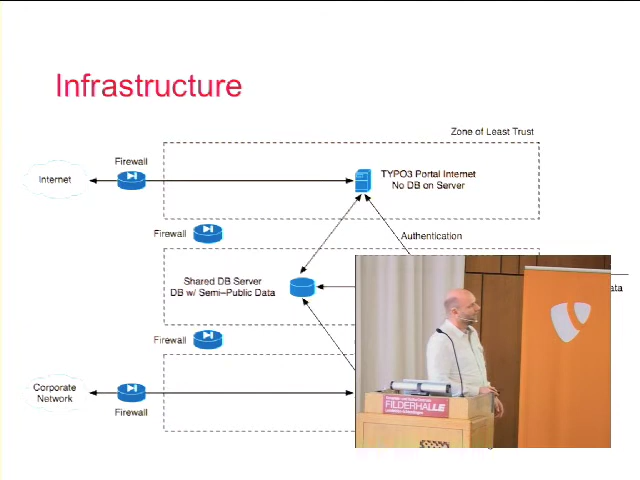 Infrastructure
Zone of Least Trust
Firewall
Internet
TYPO3 Portal Internet
No DB on Server
Firewall
Authentication
Shared DB Server
DB w/ Semi-Public Data
Firewall
Corporate
Network
Firewall
FILDERHALLE